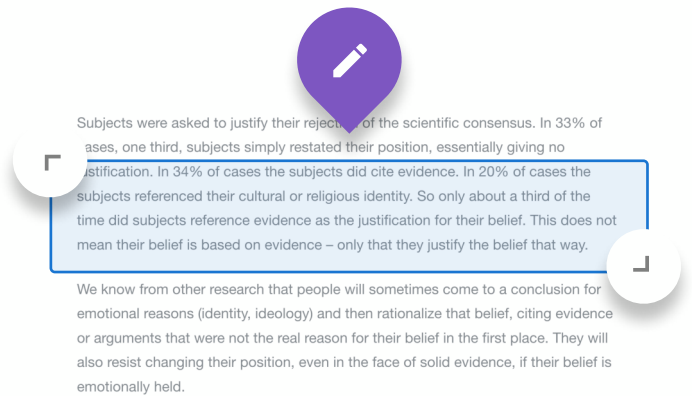 Subjects were asked to justify their of the scientific consensus. In 33% of
one third, subjects simply restated their position, essentially giving no
In 34% of cases the subjects did cite evidence. In 20% of cases the
subjects referenced their cultural or religious identity. So only about a third of the
time did subjects reference evidence as the justification for their belief. This does not
mean their belief is based on evidence – only that they justify the belief that way.
We know from other research that people will sometimes come to a conclusion for
emotional reasons (identity, ideology) and then rationalize that belief, citing evidence
or arguments that were not the real reason for their belief in the first place. They will
also resist changing their position, even in the face of solid evidence, if their belief is
emotionally held.